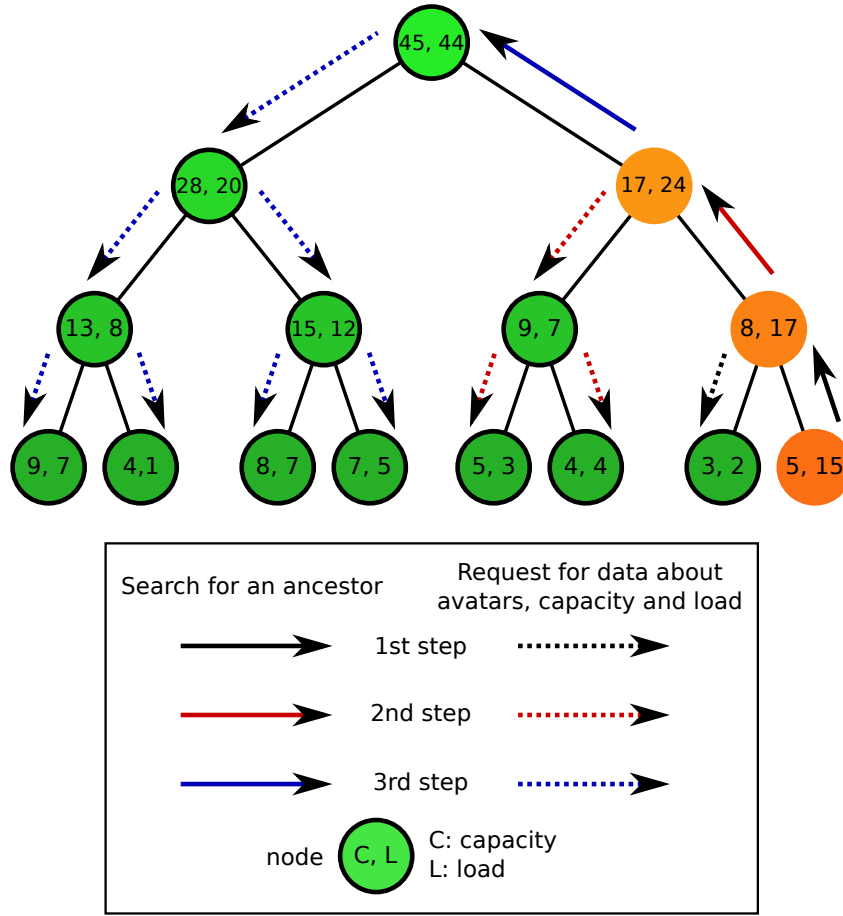 45, 44
28, 20
17, 24
13, 8
15, 12
9, 7
8, 17
9, 7
4,1
8, 7
7, 5
5, 3
4, 4
3, 2
5, 15
Search for an ancestor
Request for data about
avatars, capacity and load
1st step
2nd step
3rd step
node
C, L
C: capacity
L: load